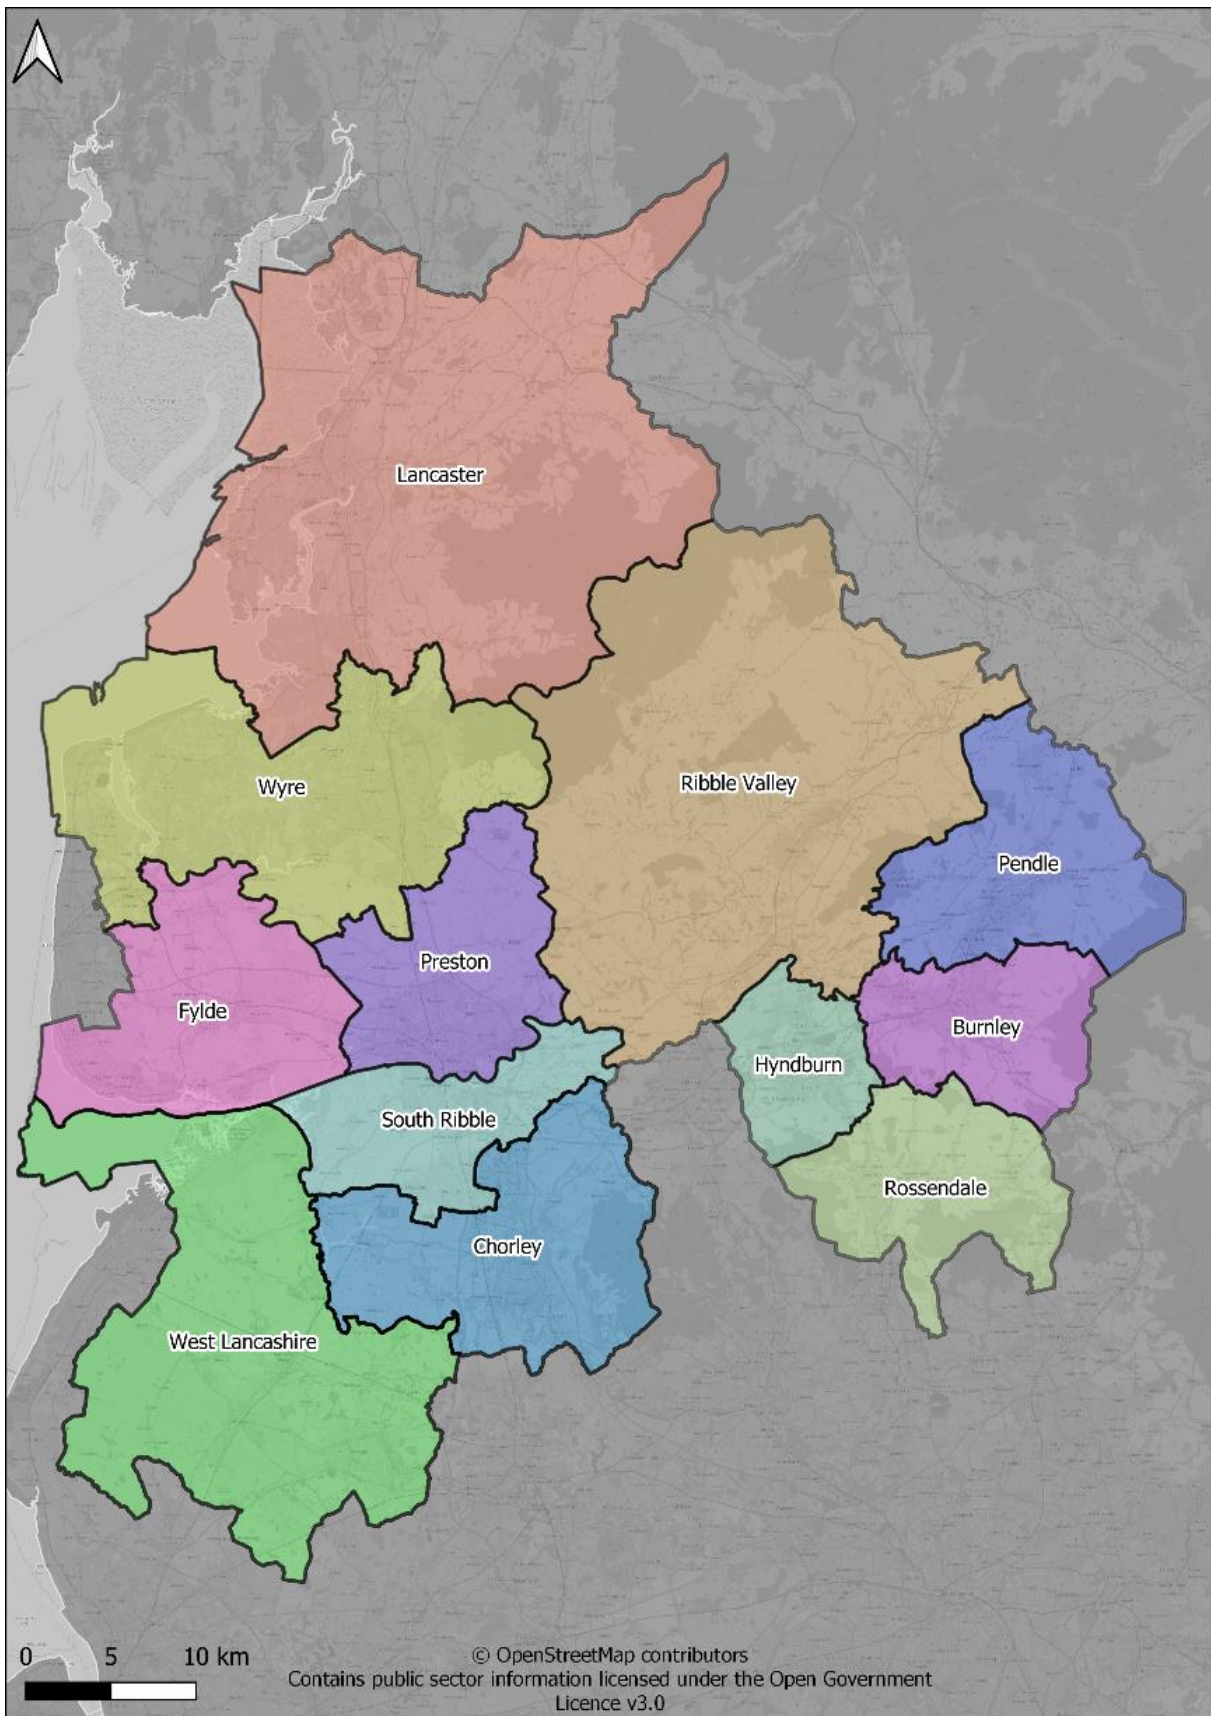 Lancaster
Wyre
Ribble Valley
Pendle
Preston
Fylde
Burnley
Hyndburn
South Ribble
Rossendale
Chorley
West Lancashire
0 5 10 km
© OpenStreetMap contributors
Contains public sector information licensed under the Open Government
Licence v3.0